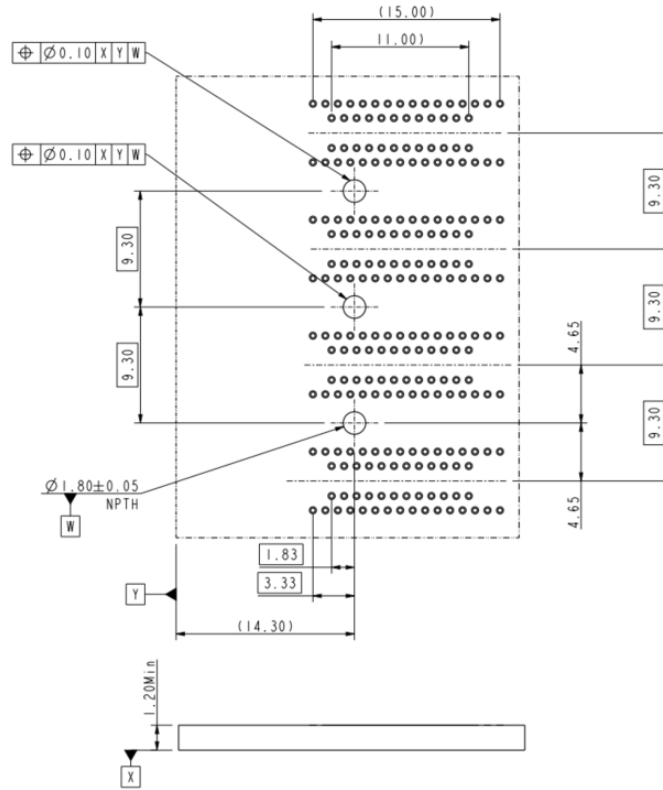 (15.00)
⌖ Ø0.10 X Y W
11.00
⌖ Ø0.10 X Y W
9.30
9.30
9.30
9.30
4.65
9.30
9.30
Ø1.80±0.05
NPTH
W
4.65
1.83
3.33
Y
(14.30)
1.20Min
X